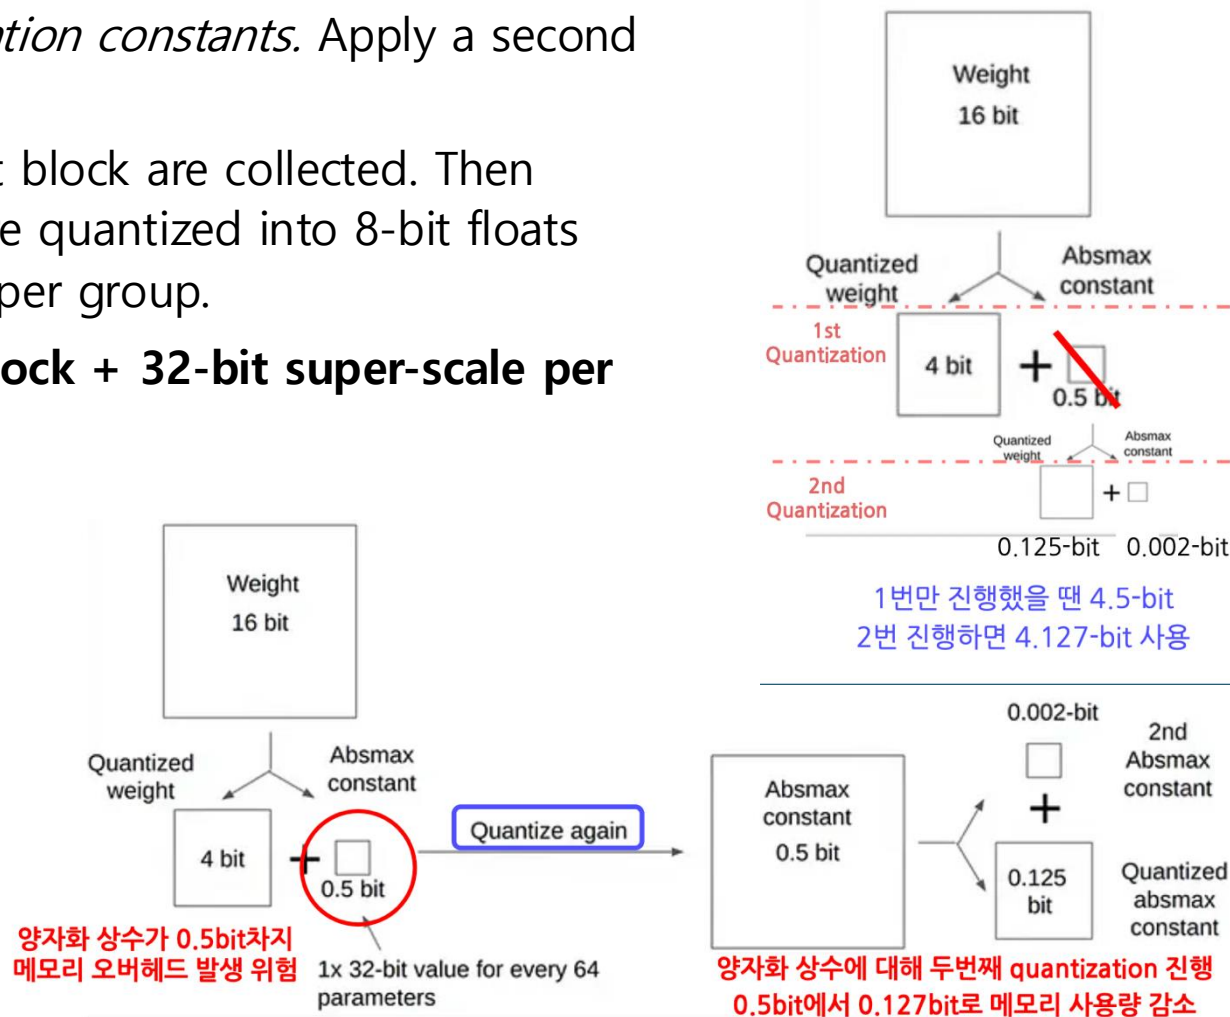 ation constants. Apply a second
t block are collected. Then
e quantized into 8-bit floats
per group.
ock + 32-bit super-scale per
Weight
16 bit
Quantized
weight
Absmax
constant
1st
Quantization
4 bit
+
0.5 bit
Quantized
weight
Absmax
constant
2nd
Quantization
+
0.125-bit
0.002-bit
1번만 진행했을 땐 4.5-bit
2번 진행하면 4.127-bit 사용
Weight
16 bit
Quantized
weight
Absmax
constant
4 bit
+
0.5 bit
양자화 상수가 0.5bit차지
메모리 오버헤드 발생 위험
1x 32-bit value for every 64
parameters
Quantize again
Absmax
constant
0.5 bit
0.002-bit
2nd
Absmax
constant
+
0.125
bit
Quantized
absmax
constant
양자화 상수에 대해 두번째 quantization 진행
0.5bit에서 0.127bit로 메모리 사용량 감소